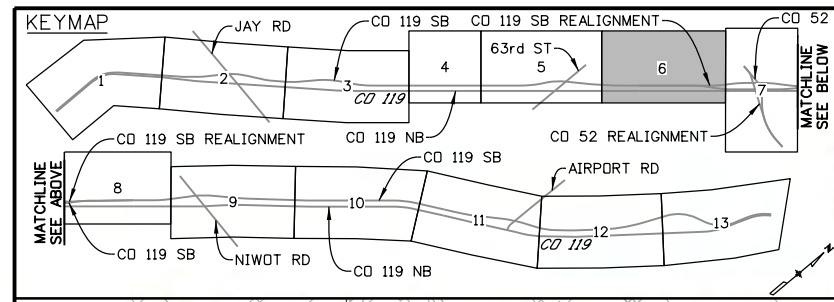 KEYMAP
JAY RD
CO 119 NB
CO 119 SB REALIGNMENT
CO 52
63rd ST
1
2
3
4
5
6
7
CO 119
CO 119 NB
CO 52 REALIGNMENT
MATCHLINE
SEE BELOW
MATCHLINE
SEE ABOVE
CO 119 SB REALIGNMENT
CO 119 SB
AIRPORT RD
8
9
10
11
12
13
CO 119
CO 119 SB
NIWOT RD
CO 119 NB
N